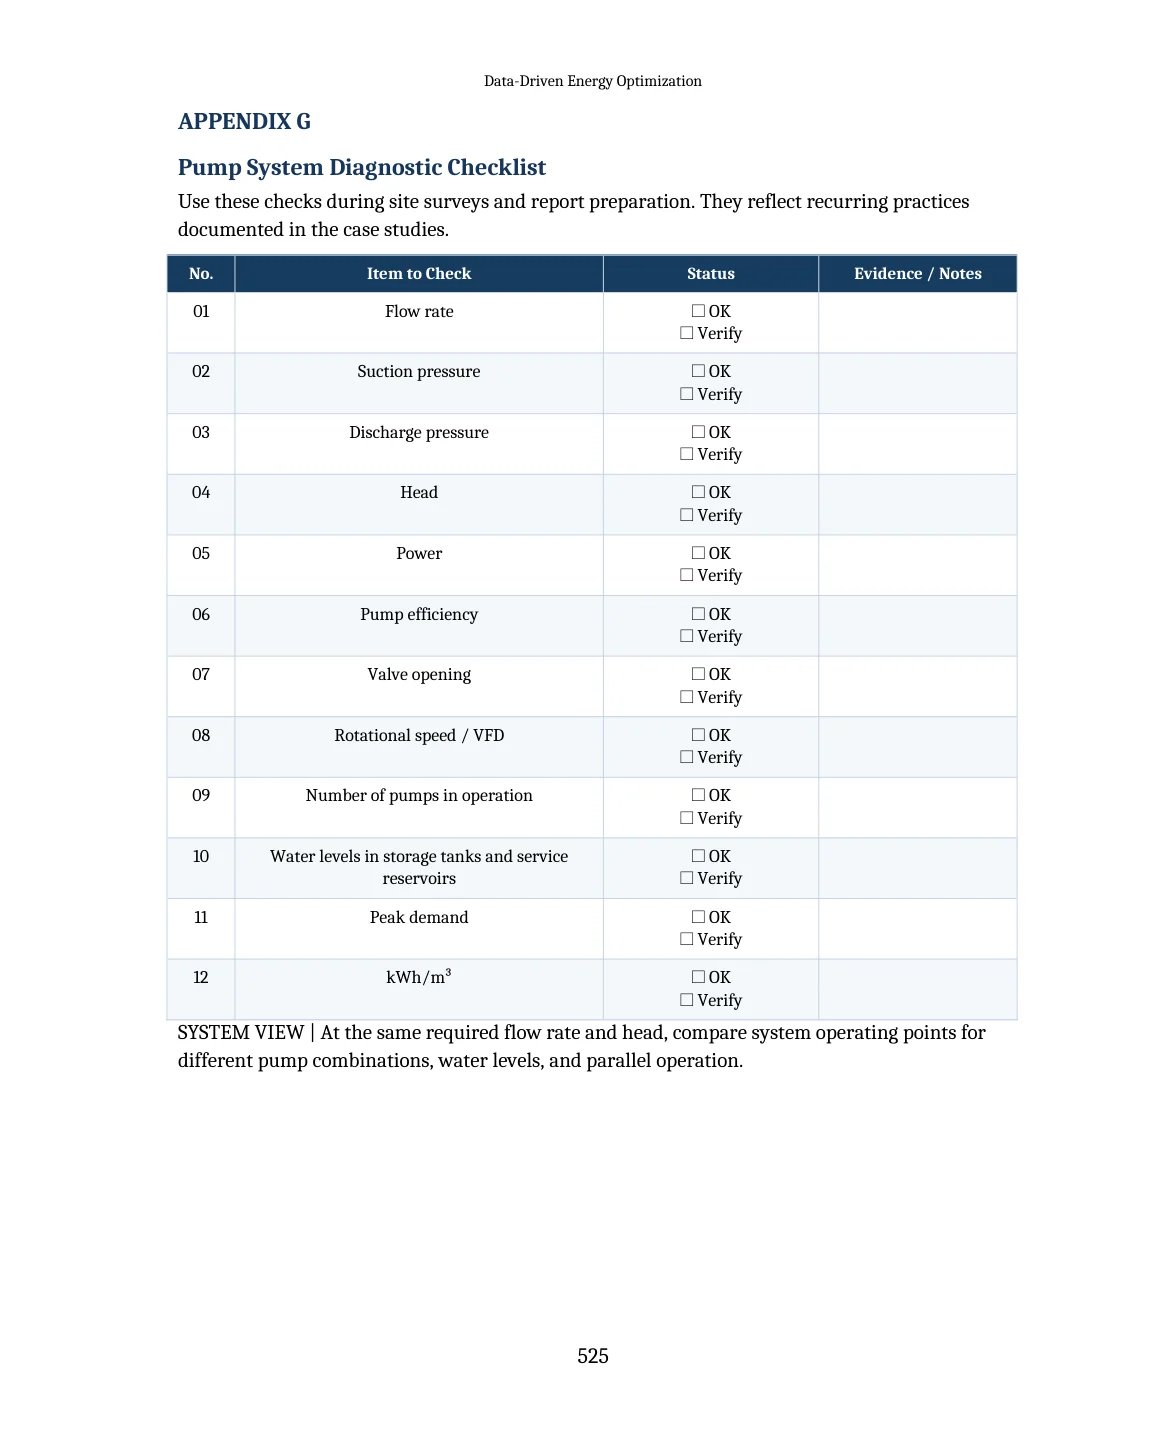 Data-Driven Energy Optimization
APPENDIX G
Pump System Diagnostic Checklist
Use these checks during site surveys and report preparation. They reflect recurring practices
documented in the case studies.
No. Item to Check Status Evidence / Notes
01 Flow rate ☐ OK
☐ Verify
02 Suction pressure ☐ OK
☐ Verify
03 Discharge pressure ☐ OK
☐ Verify
04 Head ☐ OK
☐ Verify
05 Power ☐ OK
☐ Verify
06 Pump efficiency ☐ OK
☐ Verify
07 Valve opening ☐ OK
☐ Verify
08 Rotational speed / VFD ☐ OK
☐ Verify
09 Number of pumps in operation ☐ OK
☐ Verify
10 Water levels in storage tanks and service ☐ OK
reservoirs ☐ Verify
11 Peak demand ☐ OK
☐ Verify
12 kWh/m³ ☐ OK
☐ Verify
SYSTEM VIEW | At the same required flow rate and head, compare system operating points for
different pump combinations, water levels, and parallel operation.
525